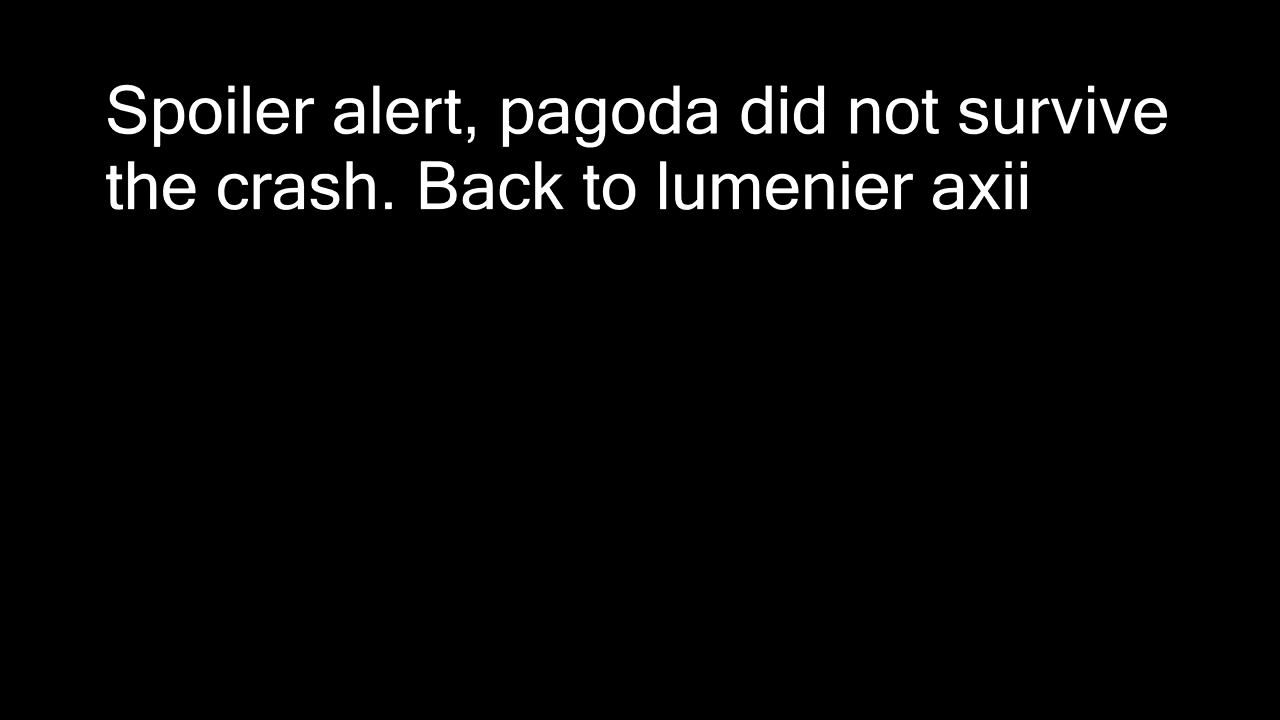 Spoiler alert, pagoda did not survive
the crash. Back to lumenier axii